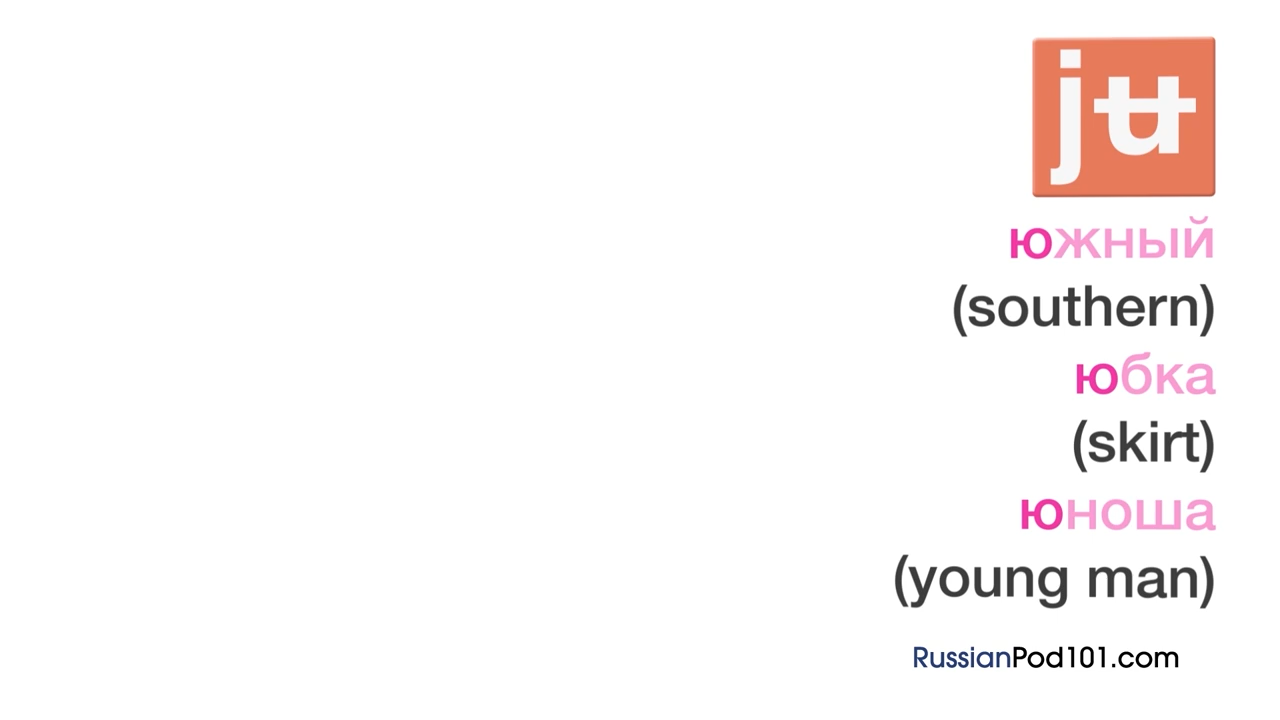 jʉ
южный
(southern)
юбка
(skirt)
юноша
(young man)
RussianPod101.com